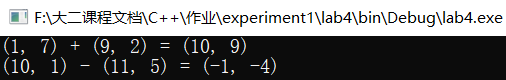 F:\大二课程文档\C++\作业\experiment1\lab4\bin\Debug\lab4.exe
(1, 7) + (9, 2) = (10, 9)
(10, 1) - (11, 5) = (-1, -4)